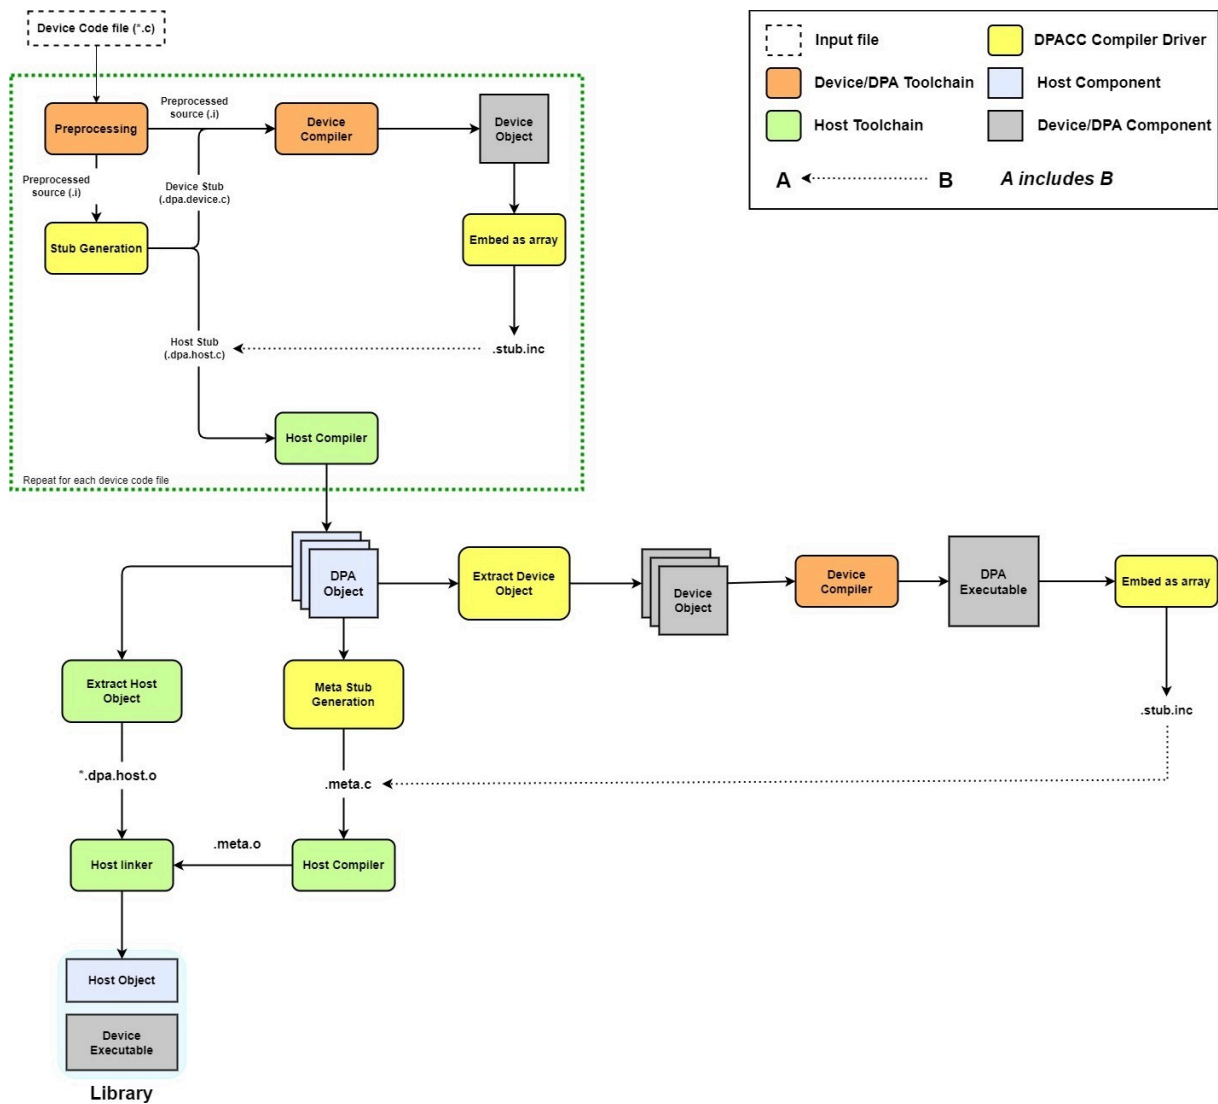 Device Code file (*.c)
Input file
DPACC Compiler Driver
Device/DPA Toolchain
Host Component
Host Toolchain
Device/DPA Component
A
B
A includes B
Preprocessed
source (.i)
Preprocessing
Device
Compiler
Device
Object
Preprocessed
source (.i)
Device Stub
(.dpa.device.c)
Stub Generation
Embed as array
Host Stub
(.dpa.host.c)
.stub.inc
Host Compiler
Repeat for each device code file
DPA
Object
Extract Device
Object
Device
Object
Device
Compiler
DPA
Executable
Embed as array
Extract Host
Object
Meta Stub
Generation
.stub.inc
*.dpa.host.o
.meta.c
.meta.o
Host linker
Host Compiler
Host Object
Device
Executable
Library